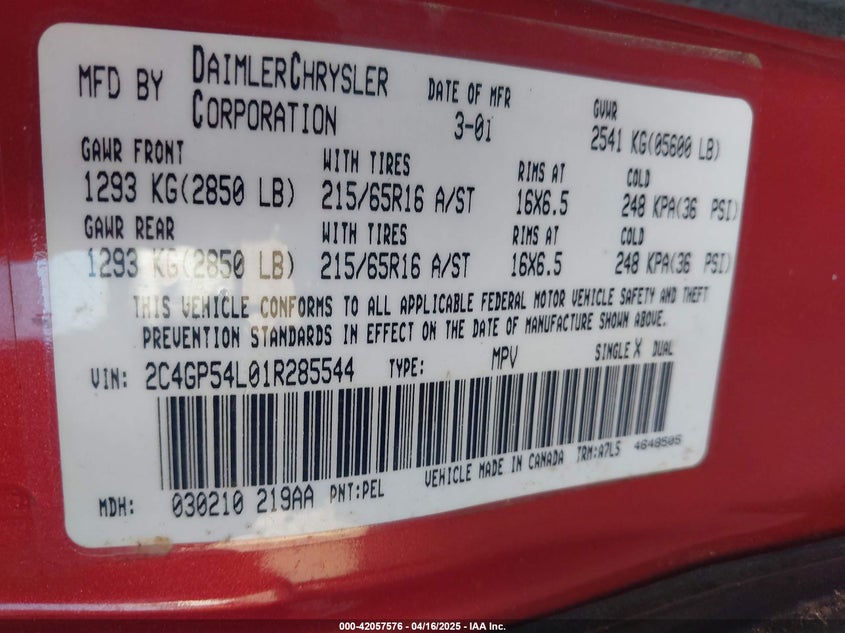 MFD BY DAIMLERCHRYSLER CORPORATION DATE OF MFR 3-01 GVWR 2541 KG(05600 LB)
GAWR FRONT WITH TIRES RIMS AT COLD
1293 KG(2850 LB) 215/65R16 A/ST 16X6.5 248 KPA(36 PSI)
GAWR REAR WITH TIRES RIMS AT COLD
1293 KG(2850 LB) 215/65R16 A/ST 16X6.5 248 KPA(36 PSI)
THIS VEHICLE CONFORMS TO ALL APPLICABLE FEDERAL MOTOR VEHICLE SAFETY AND THEFT
PREVENTION STANDARDS IN EFFECT ON THE DATE OF MANUFACTURE SHOWN ABOVE.
VIN: 2C4GP54L01R285544 TYPE: MPV SINGLE X DUAL
MDH: 030210 219AA PNT:PEL VEHICLE MADE IN CANADA TRM:A7L5 4648505
000-42057576 - 04/16/2025 - IAA Inc.